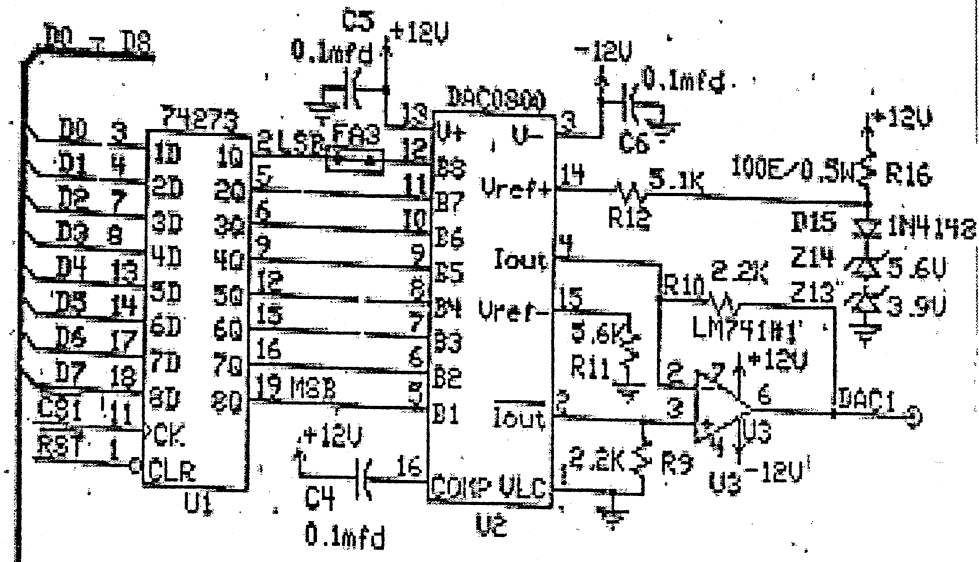 D0 - D8
C5
0.1mfd
+12V
-12V
0.1mfd
C6
+12V
100E/0.5W
R16
D15
1N4148
Z14
5.6V
Z13
3.9V
74273
U1
D0 3 1D
D1 4 2D
D2 7 3D
D3 8 4D
D4 13 5D
D5 14 6D
D6 17 7D
D7 18 8D
CS1 11 CK
RST 1 CLR
1Q 2 LSB
FA3
2Q 5
3Q 6
4Q 9
5Q 12
6Q 15
7Q 16
8Q 19 MSB
DAC0800
U2
13 V+
12 B8
11 B7
10 B6
9 B5
8 B4
7 B3
6 B2
5 B1
16 COMP
+12V
C4
0.1mfd
V- 3
Vref+ 14
5.1K
R12
Iout 4
Vref- 15
5.6K
R11
Iout 2
VLC 1
2.2K
R9
R10
2.2K
LM741#1
+12V
2
7
3
+
4
6
U3
U3
-12V
DAC1